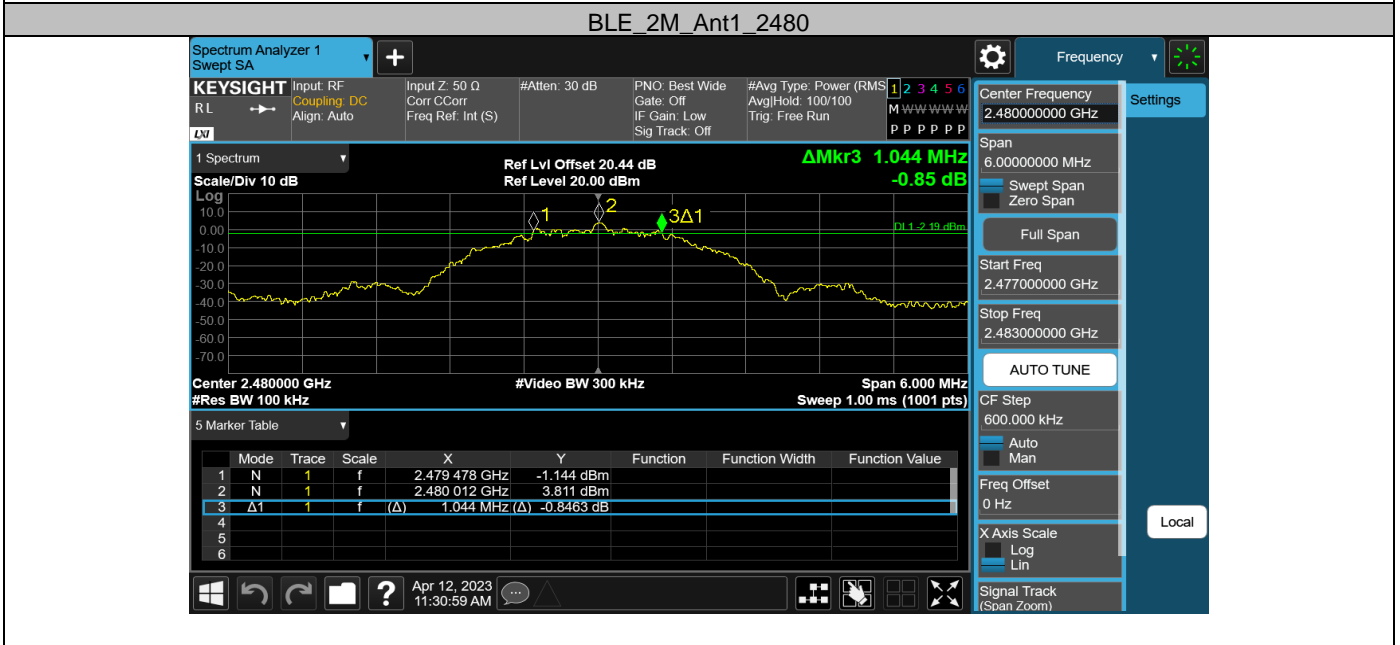 BLE_2M_Ant1_2480
Spectrum Analyzer 1
Swept SA
+
Frequency
KEYSIGHT
RL
LXI
Input: RF
Coupling: DC
Align: Auto
Input Z: 50 Ω
Corr CCorr
Freq Ref: Int (S)
#Atten: 30 dB
PNO: Best Wide
Gate: Off
IF Gain: Low
Sig Track: Off
#Avg Type: Power (RMS
Avg|Hold: 100/100
Trig: Free Run
1 2 3 4 5 6
M W W W W W
P P P P P P
Center Frequency
2.480000000 GHz
Settings
Span
6.00000000 MHz
Swept Span
Zero Span
Full Span
Start Freq
2.477000000 GHz
Stop Freq
2.483000000 GHz
AUTO TUNE
CF Step
600.000 kHz
Auto
Man
Freq Offset
0 Hz
X Axis Scale
Log
Lin
Signal Track
(Span Zoom)
Local
1 Spectrum
Scale/Div 10 dB
Ref Lvl Offset 20.44 dB
Ref Level 20.00 dBm
ΔMkr3 1.044 MHz
-0.85 dB
Log
10.0
0.00
-10.0
-20.0
-30.0
-40.0
-50.0
-60.0
-70.0
1
2
3Δ1
DL1 -2.19 dBm
Center 2.480000 GHz
#Video BW 300 kHz
Span 6.000 MHz
#Res BW 100 kHz
Sweep 1.00 ms (1001 pts)
5 Marker Table
Mode Trace Scale X Y Function Function Width Function Value
1 N 1 f 2.479 478 GHz -1.144 dBm
2 N 1 f 2.480 012 GHz 3.811 dBm
3 Δ1 1 f (Δ) 1.044 MHz (Δ) -0.8463 dB
4
5
6
?
Apr 12, 2023
11:30:59 AM